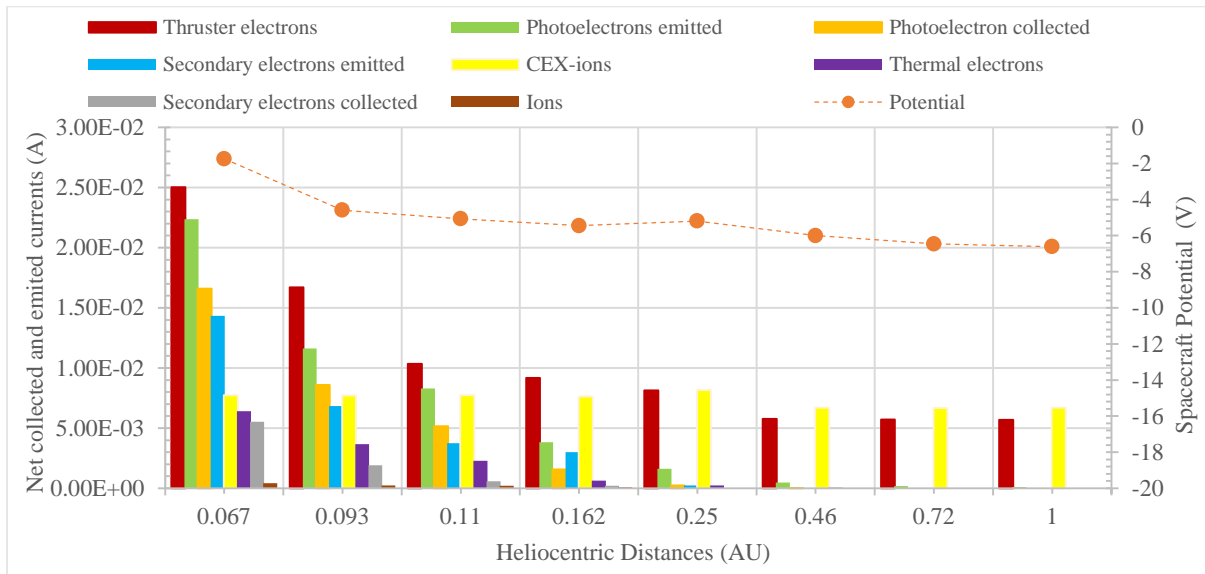 Thruster electrons Photoelectrons emitted Photoelectron collected
Secondary electrons emitted CEX-ions Thermal electrons
Secondary electrons collected Ions Potential
Net collected and emitted currents (A)
3.00E-02
2.50E-02
2.00E-02
1.50E-02
1.00E-02
5.00E-03
0.00E+00
0
-2
-4
-6
-8
-10
-12
-14
-16
-18
-20
Spacecraft Potential (V)
0.067 0.093 0.11 0.162 0.25 0.46 0.72 1
Heliocentric Distances (AU)